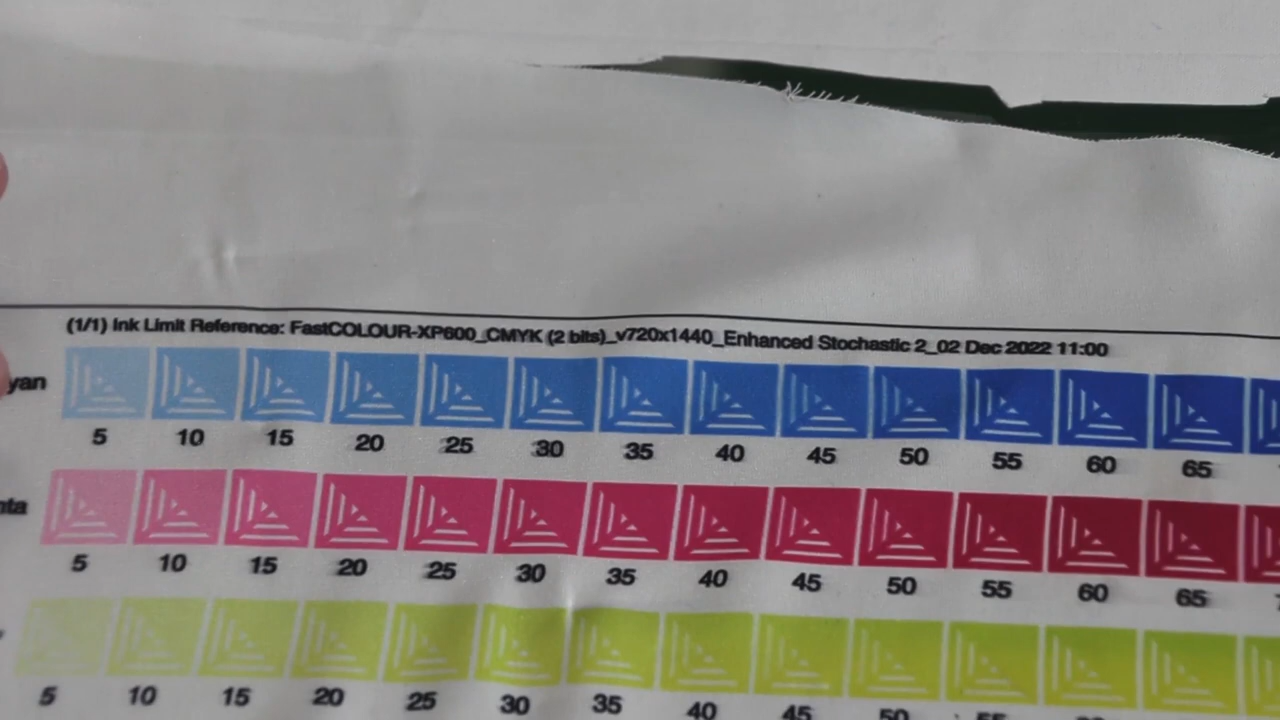 (1/1) Ink Limit Reference: FastCOLOUR-XP600_CMYK (2 bits)_v720x1440_Enhanced Stochastic 2_02 Dec 2022 11:00
yan
5 10 15 20 25 30 35 40 45 50 55 60 65
nta
5 10 15 20 25 30 35 40 45 50 55 60 65
5 10 15 20 25 30 35 40 45 50 55